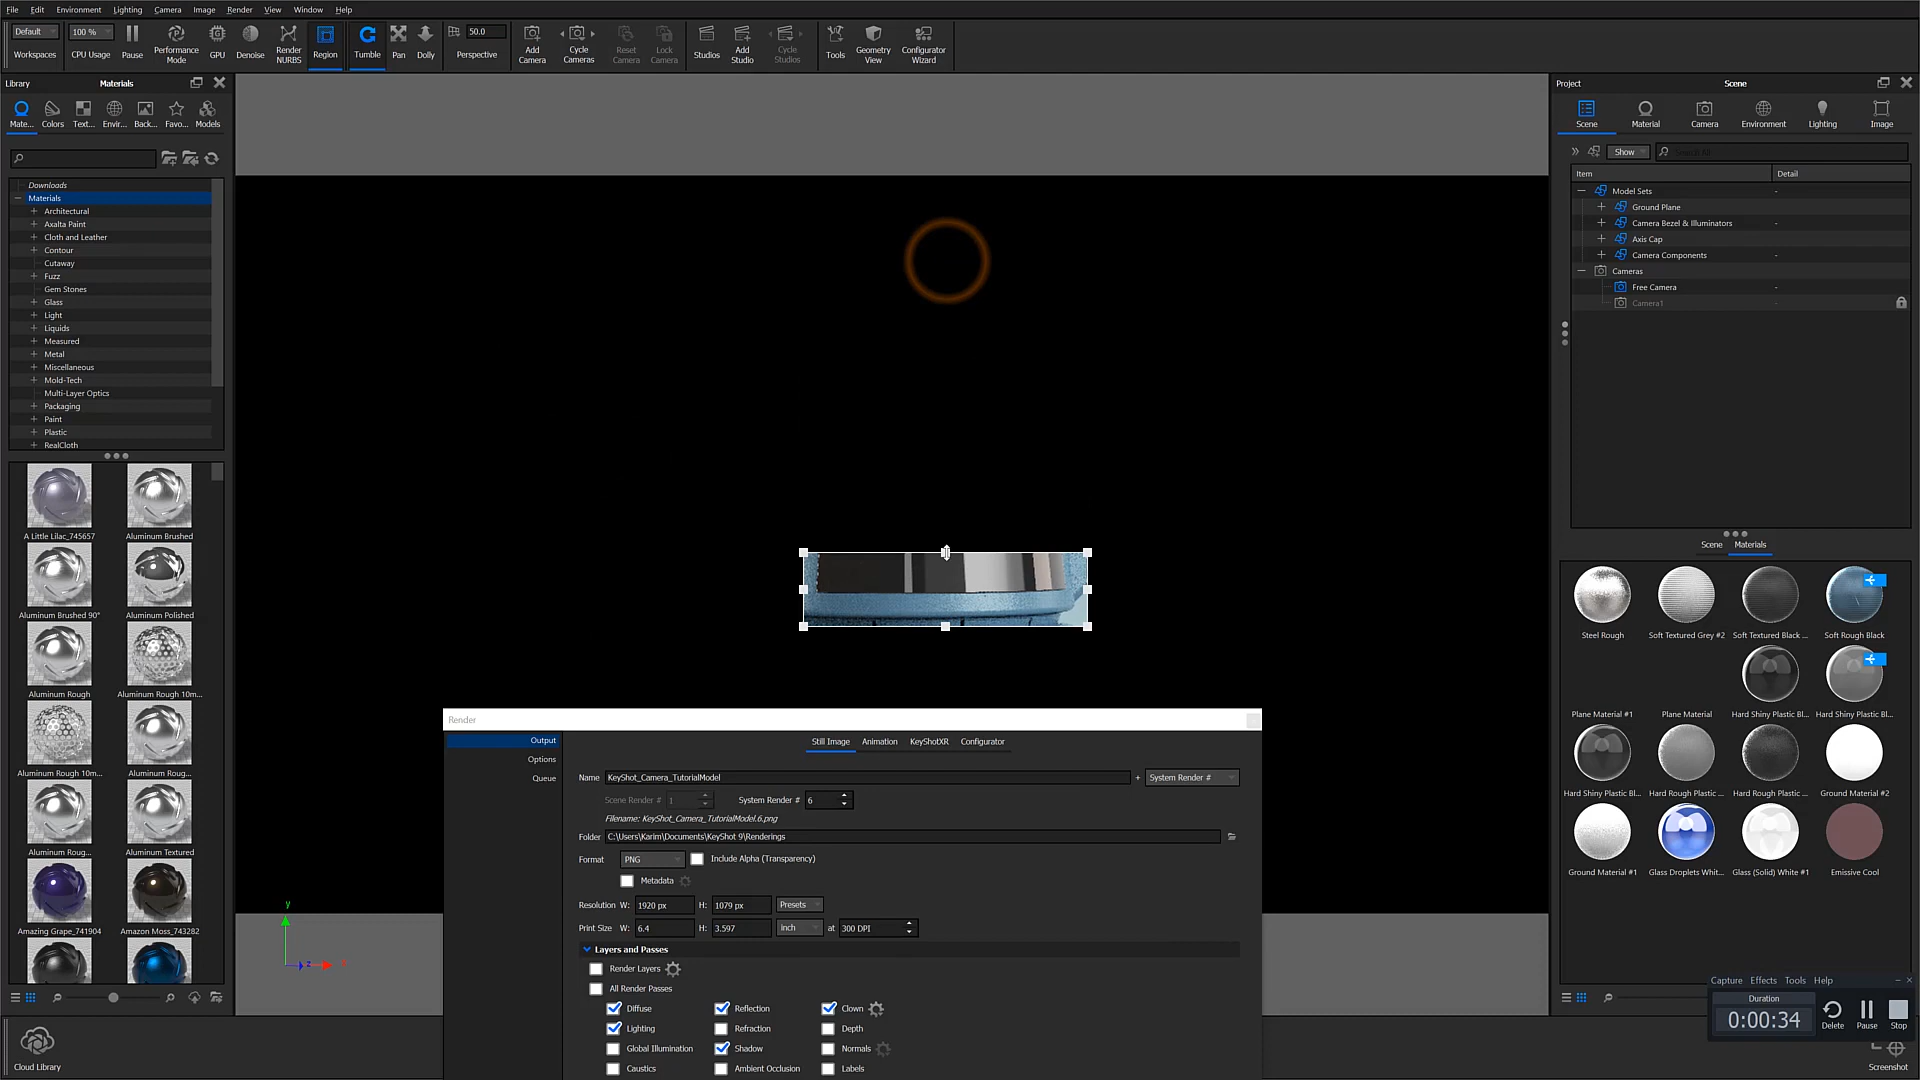 File Edit Environment Lighting Camera Image Render View Window Help
Default 100 % 50.0
Workspaces CPU Usage Pause Performance Mode GPU Denoise Render NURBS Region Tumble Pan Dolly Perspective Add Camera Cycle Cameras Reset Camera Lock Camera Studios Add Studio Cycle Studios Tools Geometry View Configurator Wizard
Library Materials
Mate... Colors Text... Envir... Back... Favo... Models
Downloads
Materials
Architectural
Axalta Paint
Cloth and Leather
Contour
Cutaway
Fuzz
Gem Stones
Glass
Light
Liquids
Measured
Metal
Miscellaneous
Mold-Tech
Multi-Layer Optics
Packaging
Paint
Plastic
RealCloth
A Little Lilac_745657 Aluminum Brushed
Aluminum Brushed 90° Aluminum Polished
Aluminum Rough Aluminum Rough 10m...
Aluminum Rough 10m... Aluminum Roug...
Aluminum Roug... Aluminum Textured
Amazing Grape_741904 Amazon Moss_743282
Cloud Library
y
z
Render
Output
Options
Queue
Still Image Animation KeyShotXR Configurator
Name KeyShot_Camera_TutorialModel + System Render #
Scene Render # 1 System Render # 6
Filename: KeyShot_Camera_TutorialModel.6.png
Folder C:\Users\Karim\Documents\KeyShot 9\Renderings
Format PNG Include Alpha (Transparency)
Metadata
Resolution W: 1920 px H: 1079 px Presets
Print Size W: 6.4 H: 3.597 Inch at 300 DPI
Layers and Passes
Render Layers
All Render Passes
Diffuse Reflection Clown
Lighting Refraction Depth
Global Illumination Shadow Normals
Caustics Ambient Occlusion Labels
Project Scene
Scene Material Camera Environment Lighting Image
» Show
Item Detail
Model Sets -
Ground Plane
Camera Bezel & Illuminators -
Axis Cap
Camera Components -
Cameras
Free Camera -
Camera1 -
Scene Materials
Steel Rough Soft Textured Grey #2 Soft Textured Black ... Soft Rough Black
Plane Material #1 Plane Material Hard Shiny Plastic Bl... Hard Shiny Plastic Bl...
Hard Shiny Plastic Bl... Hard Rough Plastic ... Hard Rough Plastic ... Ground Material #2
Ground Material #1 Glass Droplets Whit... Glass (Solid) White #1 Emissive Cool
Capture Effects Tools Help
Duration
0:00:34
Delete Pause Stop
Screenshot